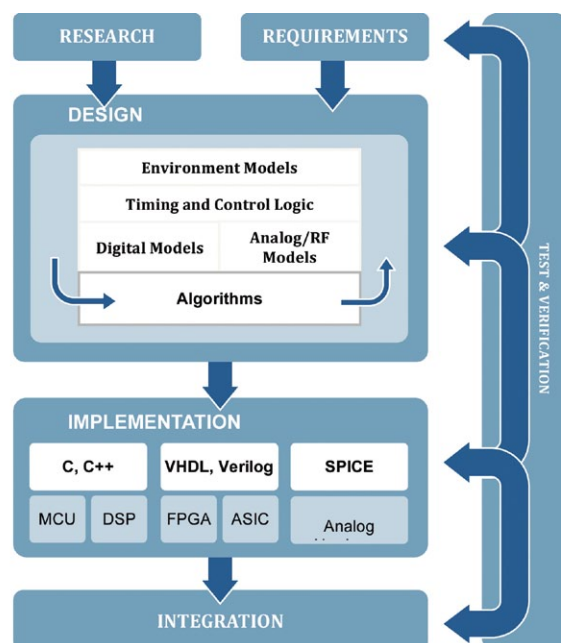 RESEARCH
REQUIREMENTS
DESIGN
Environment Models
Timing and Control Logic
Digital Models
Analog/RF
Models
Algorithms
TEST & VERIFICATION
IMPLEMENTATION
C, C++
VHDL, Verilog
SPICE
MCU
DSP
FPGA
ASIC
Analog
INTEGRATION